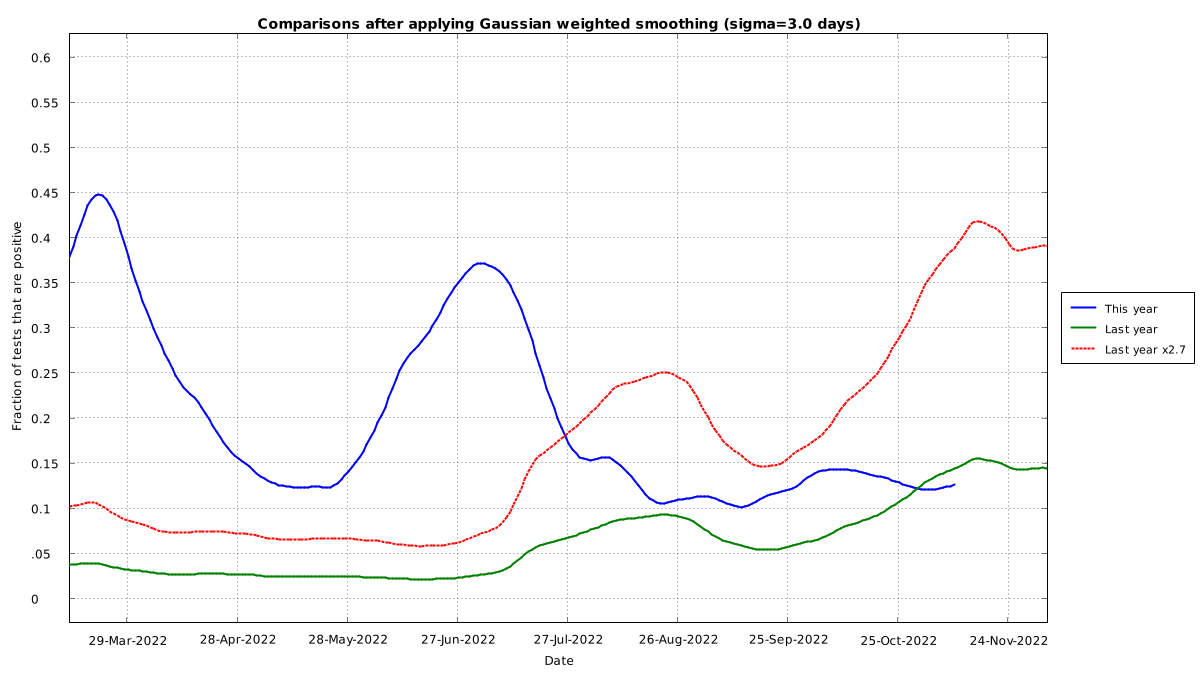 Comparisons after applying Gaussian weighted smoothing (sigma=3.0 days)
0.6
0.55
0.5
0.45
0.4
0.35
0.3
0.25
0.2
0.15
0.1
.05
0
Fraction of tests that are positive
29-Mar-2022 28-Apr-2022 28-May-2022 27-Jun-2022 27-Jul-2022 26-Aug-2022 25-Sep-2022 25-Oct-2022 24-Nov-2022
Date
This year
Last year
Last year x2.7